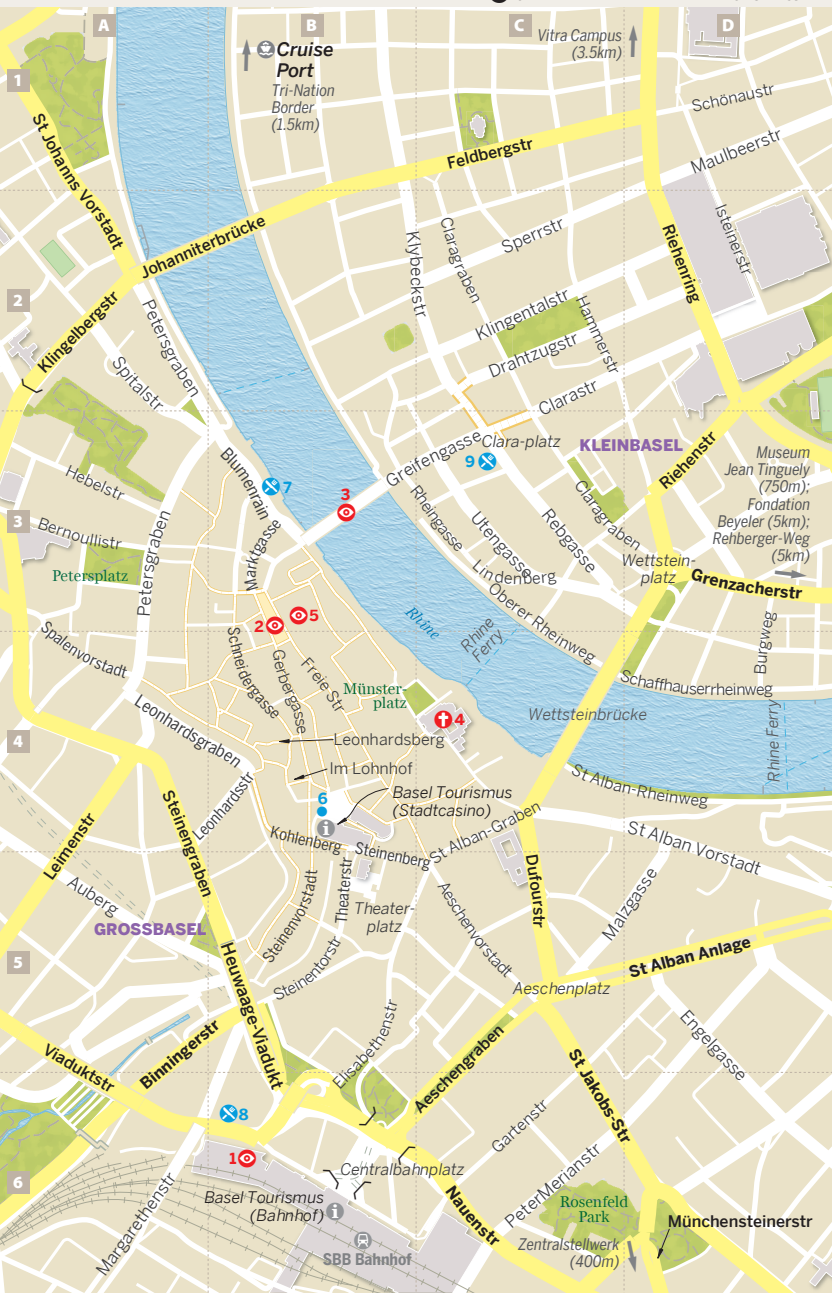 A
B
C
D
1
2
3
4
5
6
Cruise
Port
Tri-Nation
Border
(1.5km)
Vitra Campus
(3.5km)
Schönaustr
Maulbeerstr
Feldbergstr
St Johanns Vorstadt
Johanniterbrücke
Klybeckstr
Claragraben
Sperrstr
Isteinerstr
Riehenring
Klingelbergstr
Petersgraben
Spitalstr
Klingentalstr
Hammerstr
Drahtzugstr
Clarastr
Clara-platz
Greifengasse
KLEINBASEL
9
Riehenstr
Museum
Jean Tinguely
(750m);
Fondation
Beyeler (5km);
Rehberger-Weg
(5km)
Blumenrain
7
3
Hebelstr
Bernoullistr
Petersplatz
Petersgraben
Marktgasse
Rheingasse
Utengasse
Rebgasse
Claragraben
Lindenberg
Oberer Rheinweg
Wettstein-
platz
Grenzacherstr
2
5
Rhine
Rhine
Ferry
Burgweg
Spalenvorstadt
Schneidergasse
Gerbergasse
Freie Str
Münster-
platz
4
Schaffhauserrheinweg
Wettsteinbrücke
Rhine Ferry
Leonhardsgraben
Leonhardsberg
Im Lohnhof
Leonhardsstr
6
Basel Tourismus
(Stadtcasino)
St Alban-Rheinweg
Steinengraben
Leimenstr
Kohlenberg
Steinenberg
St Alban-Graben
St Alban Vorstadt
Auberg
GROSSBASEL
Steinenvorstadt
Theaterstr
Theater-
platz
Aeschenvorstadt
Dufourstr
Malzgasse
St Alban Anlage
Heuwaage-Viadukt
Steinentorstr
Aeschenplatz
Viaduktstr
Binningerstr
Elisabethenstr
Aeschengraben
St Jakobs-Str
Engelgasse
8
1
Gartenstr
PeterMerianstr
Centralbahnplatz
Basel Tourismus
(Bahnhof)
SBB Bahnhof
Margarethenstr
Nauenstr
Rosenfeld
Park
Münchensteinerstr
Zentralstellwerk
(400m)